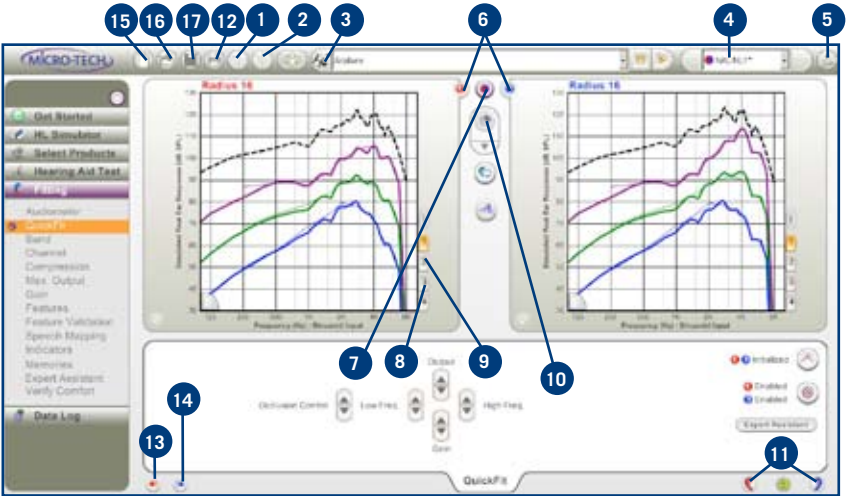 15 16 17 12 1 2 3 6 4 5
MICRO-TECH
Radius 16
Radius 16
Get Started
HL Simulator
Select Products
Hearing Aid Test
Fitting
Audiometer
QuickFit
Band
Channel
Compression
Max. Output
Gain
Features
Feature Validation
Speech Mapping
Indicators
Memories
Expert Assistant
Verify Comfort
Data Log
Frequency (Hz) - Sinusoid Input
Frequency (Hz) - Sinusoid Input
7 8 9 10
Output
Occlusion Control
Low Freq.
High Freq.
Gain
Initialized
Enabled
Enabled
Expert Assistant
13 14
11
QuickFit